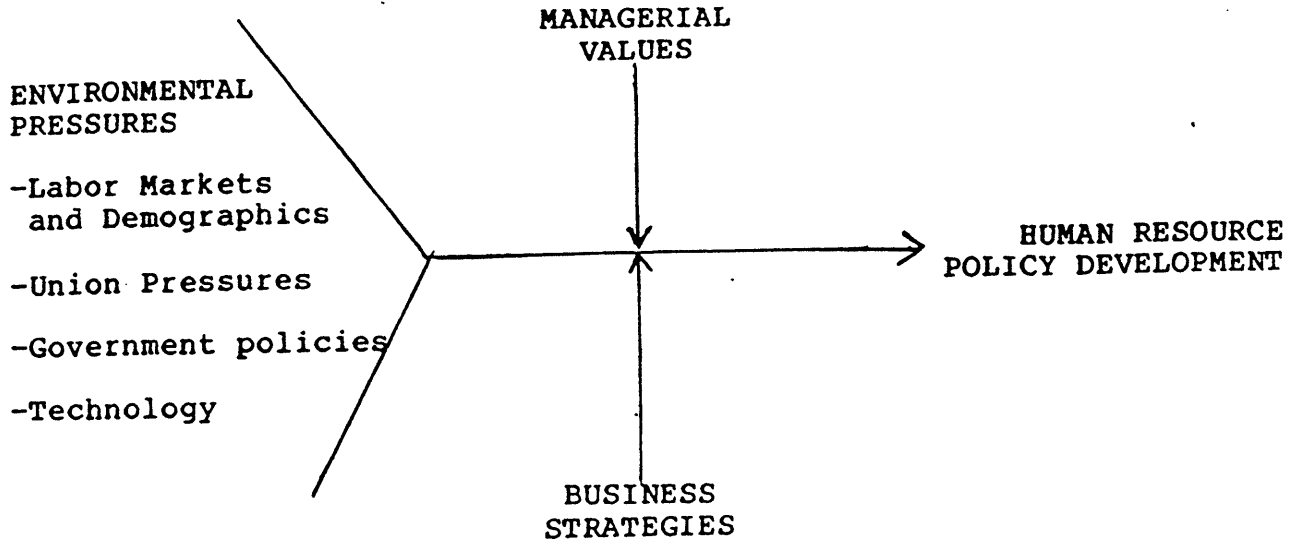 MANAGERIAL
VALUES
ENVIRONMENTAL
PRESSURES
-Labor Markets
and Demographics
-Union Pressures
-Government policies
-Technology
HUMAN RESOURCE
POLICY DEVELOPMENT
BUSINESS
STRATEGIES